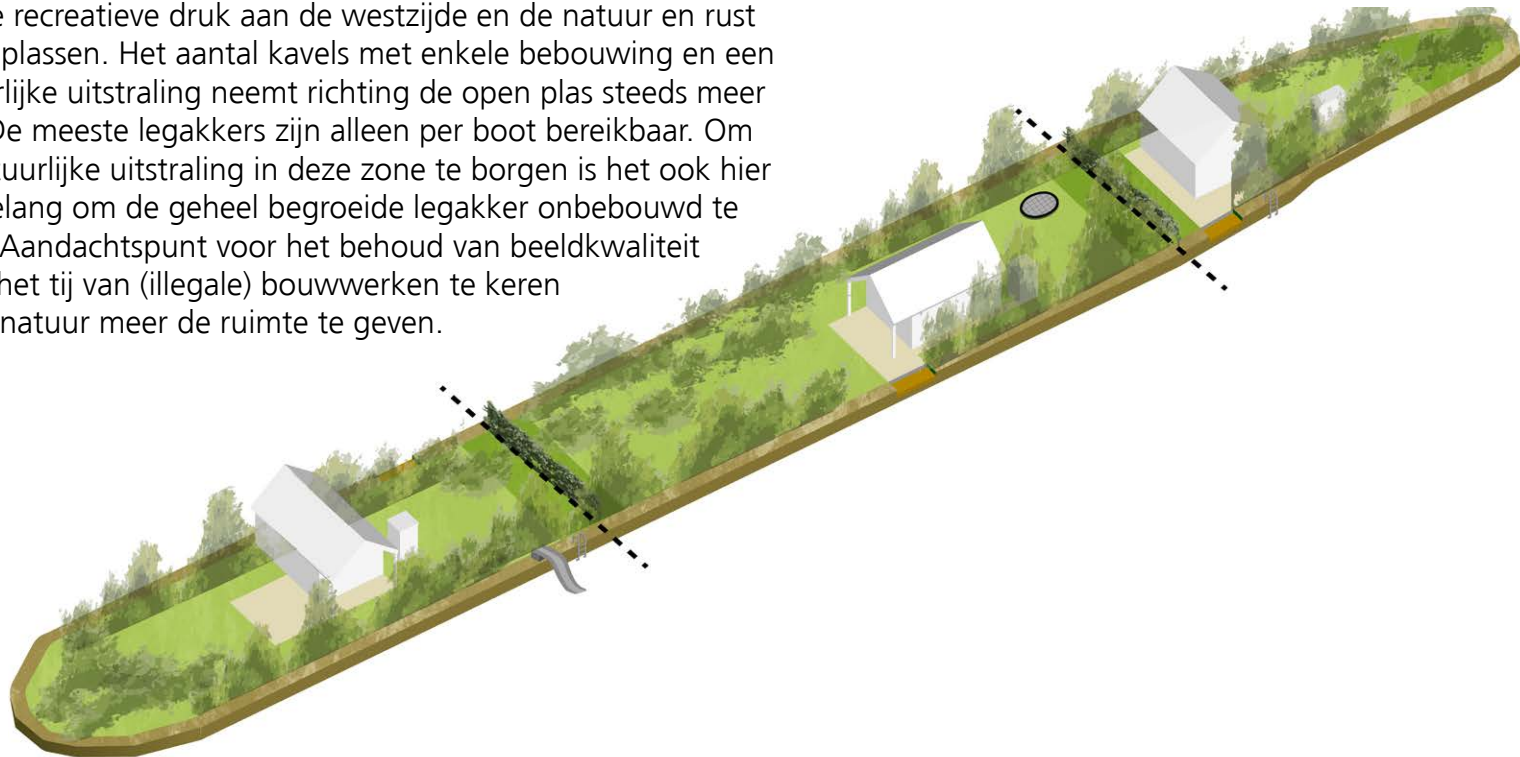 e recreatieve druk aan de westzijde en de natuur en rust
plassen. Het aantal kavels met enkele bebouwing en een
rlijke uitstraling neemt richting de open plas steeds meer
De meeste legakkers zijn alleen per boot bereikbaar. Om
tuurlijke uitstraling in deze zone te borgen is het ook hier
elang om de geheel begroeide legakker onbebouwd te
Aandachtspunt voor het behoud van beeldkwaliteit
het tij van (illegale) bouwwerken te keren
natuur meer de ruimte te geven.